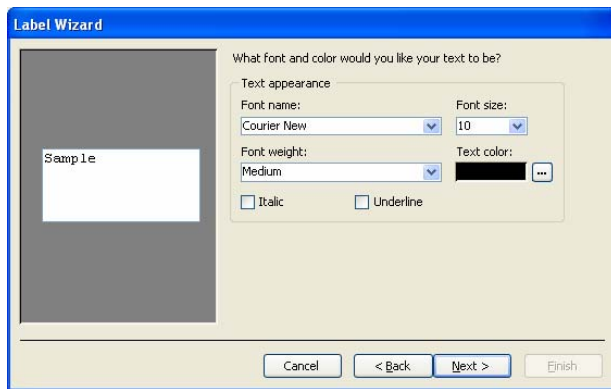 Label Wizard
What font and color would you like your text to be?
Text appearance
Font name:
Font size:
Courier New
10
Font weight:
Text color:
Medium
...
Italic
Underline
Sample
Cancel
< Back
Next >
Finish